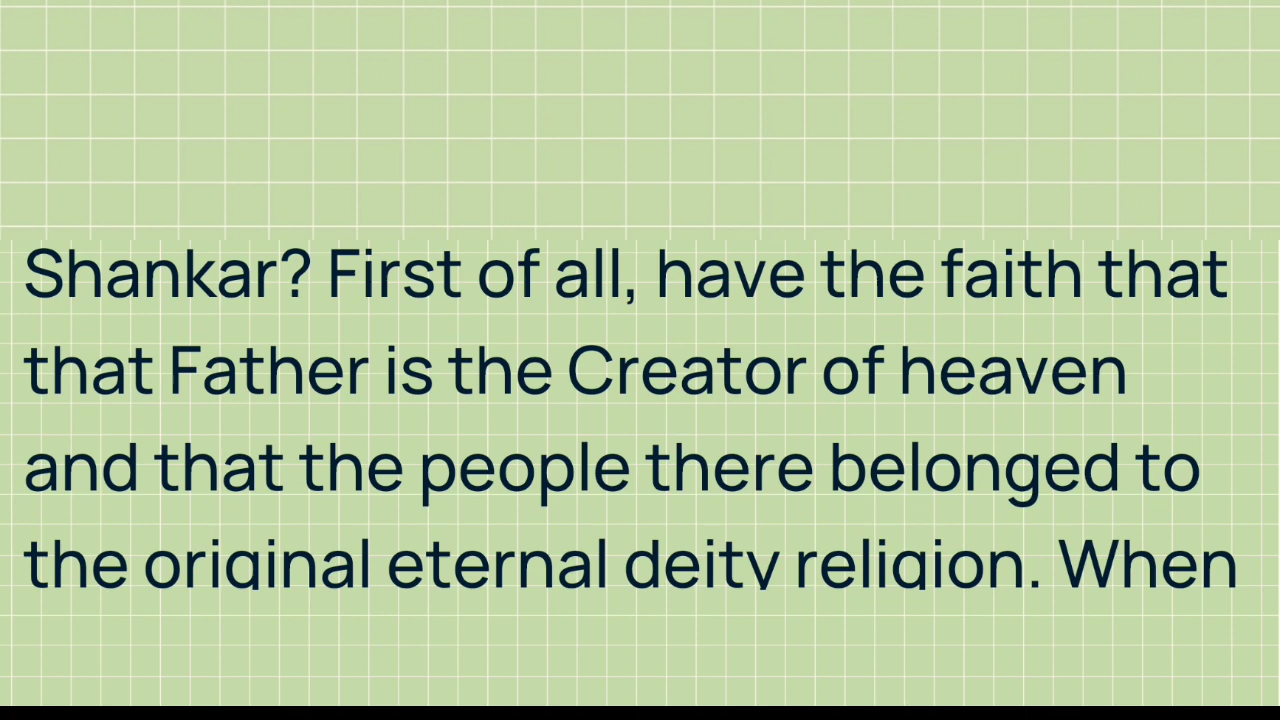 Shankar? First of all, have the faith that
that Father is the Creator of heaven
and that the people there belonged to
the original eternal deity religion. When